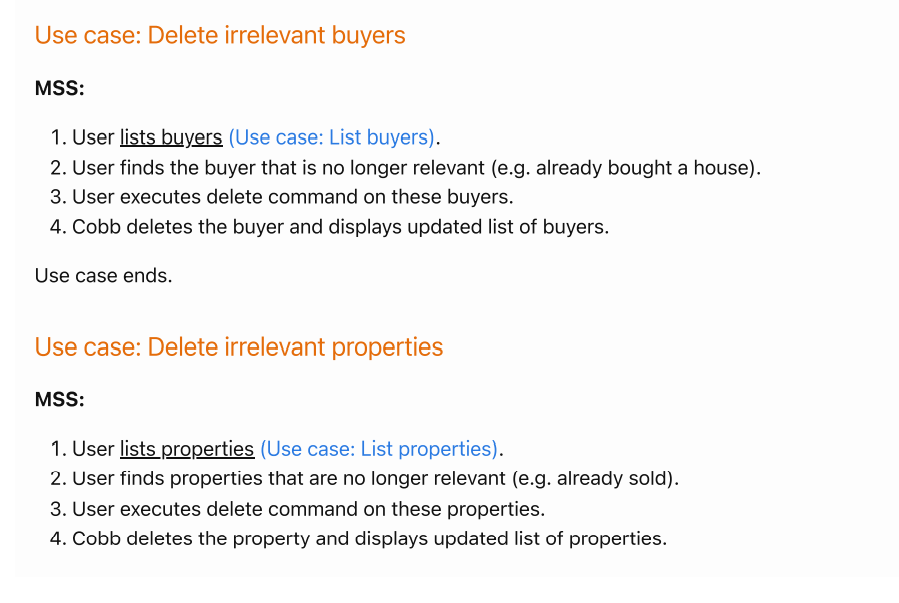 Use case: Delete irrelevant buyers
MSS:
1. User lists buyers (Use case: List buyers).
2. User finds the buyer that is no longer relevant (e.g. already bought a house).
3. User executes delete command on these buyers.
4. Cobb deletes the buyer and displays updated list of buyers.
Use case ends.
Use case: Delete irrelevant properties
MSS:
1. User lists properties (Use case: List properties).
2. User finds properties that are no longer relevant (e.g. already sold).
3. User executes delete command on these properties.
4. Cobb deletes the property and displays updated list of properties.